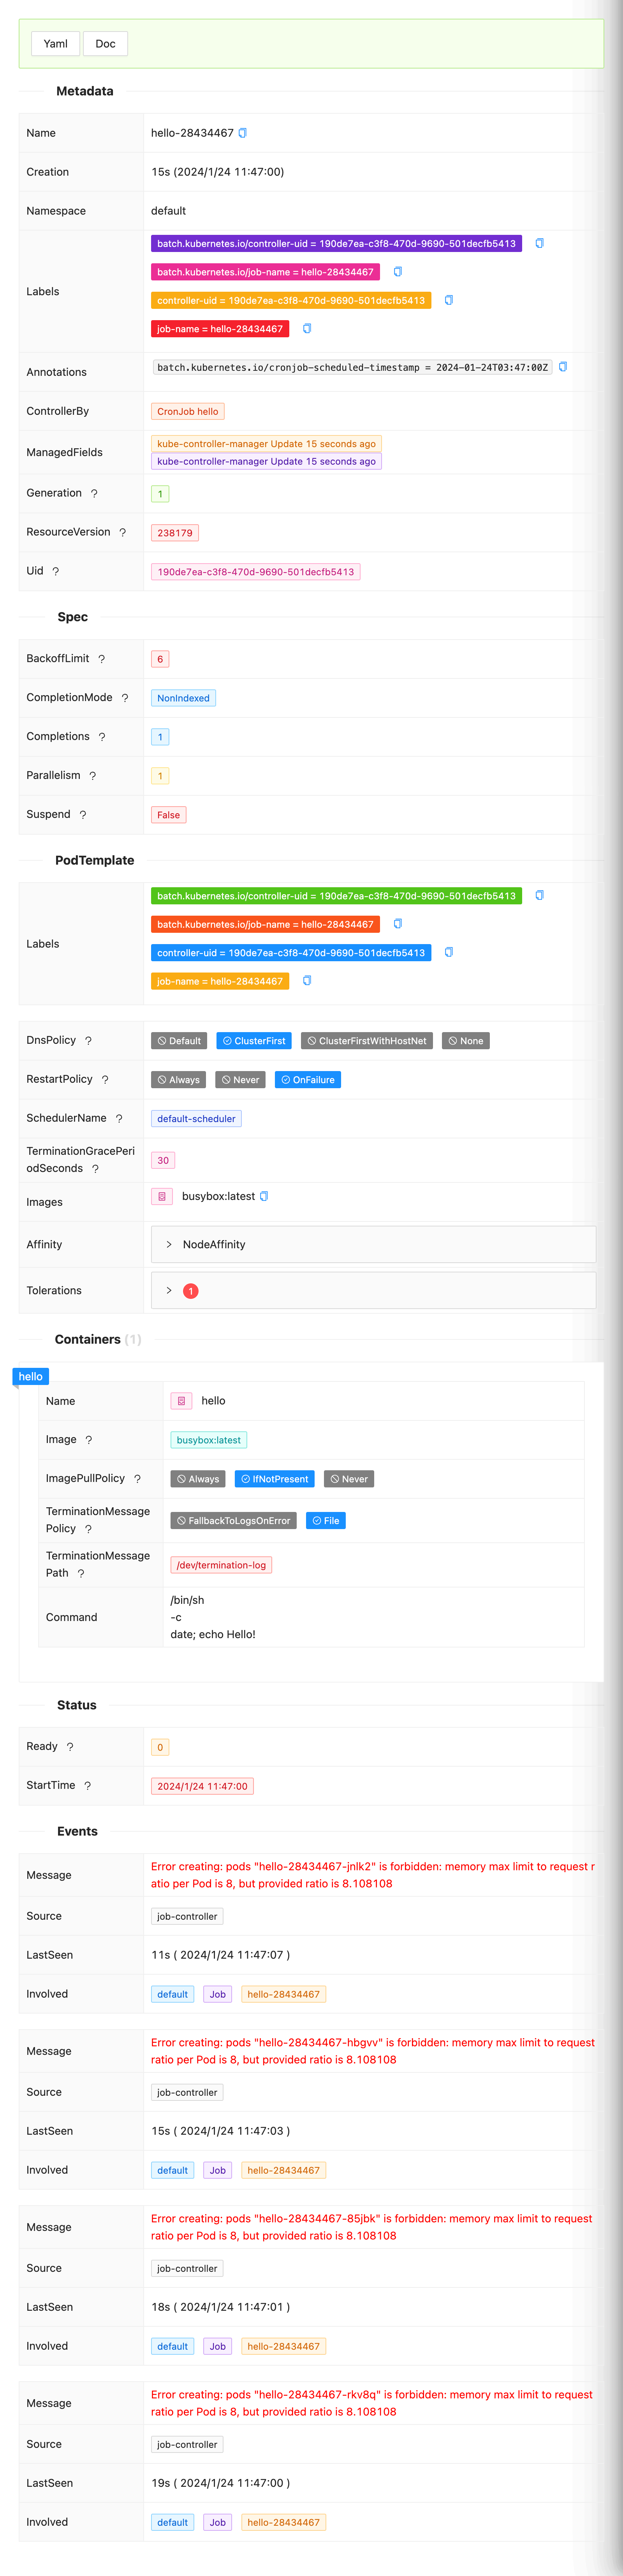 Yaml Doc
Metadata
Name hello-28434467
Creation 15s (2024/1/24 11:47:00)
Namespace default
batch.kubernetes.io/controller-uid = 190de7ea-c3f8-470d-9690-501decfb5413
batch.kubernetes.io/job-name = hello-28434467
Labels
controller-uid = 190de7ea-c3f8-470d-9690-501decfb5413
job-name = hello-28434467
Annotations batch.kubernetes.io/cronjob-scheduled-timestamp = 2024-01-24T03:47:00Z
ControllerBy CronJob hello
ManagedFields kube-controller-manager Update 15 seconds ago
kube-controller-manager Update 15 seconds ago
Generation ? 1
ResourceVersion ? 238179
Uid ? 190de7ea-c3f8-470d-9690-501decfb5413
Spec
BackoffLimit ? 6
CompletionMode ? NonIndexed
Completions ? 1
Parallelism ? 1
Suspend ? False
PodTemplate
batch.kubernetes.io/controller-uid = 190de7ea-c3f8-470d-9690-501decfb5413
batch.kubernetes.io/job-name = hello-28434467
Labels
controller-uid = 190de7ea-c3f8-470d-9690-501decfb5413
job-name = hello-28434467
DnsPolicy ? Default ClusterFirst ClusterFirstWithHostNet None
RestartPolicy ? Always Never OnFailure
SchedulerName ? default-scheduler
TerminationGracePeri
odSeconds ? 30
Images busybox:latest
Affinity > NodeAffinity
Tolerations > 1
Containers (1)
hello
Name hello
Image ? busybox:latest
ImagePullPolicy ? Always IfNotPresent Never
TerminationMessage
Policy ? FallbackToLogsOnError File
TerminationMessage
Path ? /dev/termination-log
Command /bin/sh
-c
date; echo Hello!
Status
Ready ? 0
StartTime ? 2024/1/24 11:47:00
Events
Message Error creating: pods "hello-28434467-jnlk2" is forbidden: memory max limit to request r
atio per Pod is 8, but provided ratio is 8.108108
Source job-controller
LastSeen 11s ( 2024/1/24 11:47:07 )
Involved default Job hello-28434467
Message Error creating: pods "hello-28434467-hbgvv" is forbidden: memory max limit to request
ratio per Pod is 8, but provided ratio is 8.108108
Source job-controller
LastSeen 15s ( 2024/1/24 11:47:03 )
Involved default Job hello-28434467
Message Error creating: pods "hello-28434467-85jbk" is forbidden: memory max limit to request
ratio per Pod is 8, but provided ratio is 8.108108
Source job-controller
LastSeen 18s ( 2024/1/24 11:47:01 )
Involved default Job hello-28434467
Message Error creating: pods "hello-28434467-rkv8q" is forbidden: memory max limit to request
ratio per Pod is 8, but provided ratio is 8.108108
Source job-controller
LastSeen 19s ( 2024/1/24 11:47:00 )
Involved default Job hello-28434467